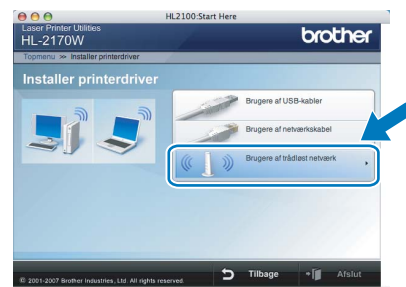 HL2100:Start Here
Laser Printer Utilities
HL-2170W
brother
Topmenu >> Installer printerdriver
Installer printerdriver
Brugere af USB-kabler
Brugere af netværkskabel
Brugere af trådløst netværk
© 2001-2007 Brother Industries, Ltd. All rights reserved.
Tilbage
Afslut